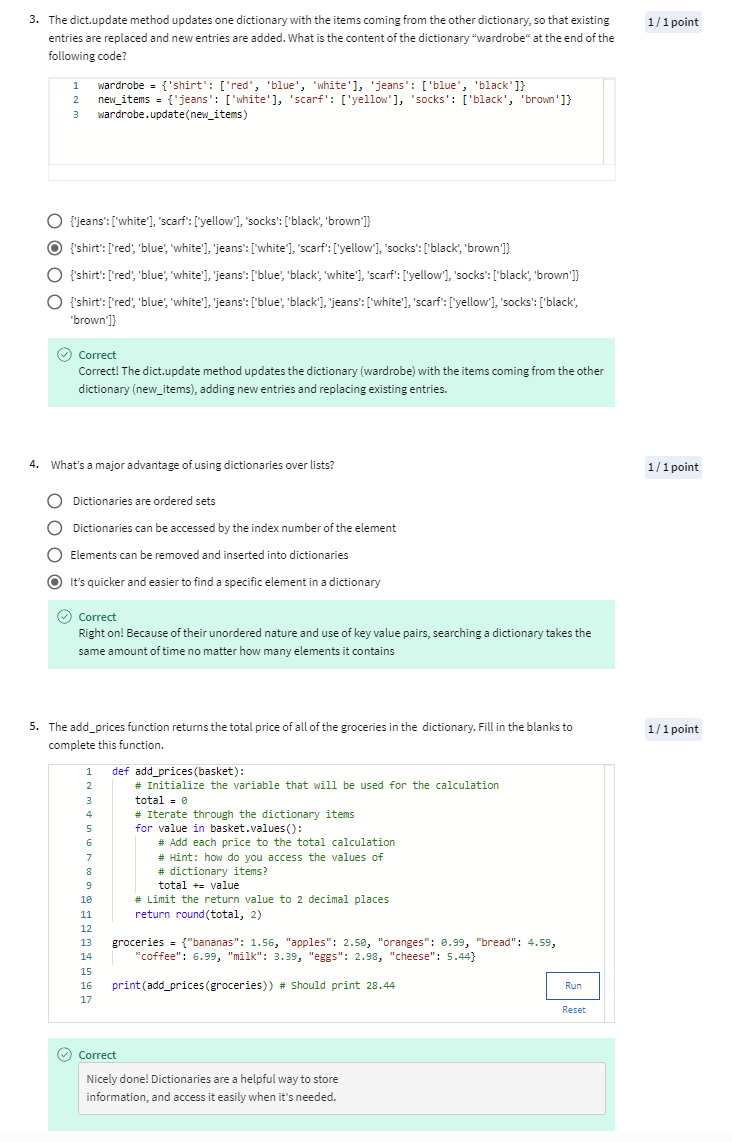 3. The dict.update method updates one dictionary with the items coming from the other dictionary, so that existing
entries are replaced and new entries are added. What is the content of the dictionary “wardrobe“ at the end of the
following code?
1 / 1 point
1 wardrobe = {'shirt': ['red', 'blue', 'white'], 'jeans': ['blue', 'black']}
2 new_items = {'jeans': ['white'], 'scarf': ['yellow'], 'socks': ['black', 'brown']}
3 wardrobe.update(new_items)
{'jeans': ['white'], 'scarf': ['yellow'], 'socks': ['black', 'brown']}
{'shirt': ['red', 'blue', 'white'], 'jeans': ['white'], 'scarf': ['yellow'], 'socks': ['black', 'brown']}
{'shirt': ['red', 'blue', 'white'], 'jeans': ['blue', 'black', 'white'], 'scarf': ['yellow'], 'socks': ['black', 'brown']}
{'shirt': ['red', 'blue', 'white'], 'jeans': ['blue', 'black'], 'jeans': ['white'], 'scarf': ['yellow'], 'socks': ['black',
'brown']}
Correct
Correct! The dict.update method updates the dictionary (wardrobe) with the items coming from the other
dictionary (new_items), adding new entries and replacing existing entries.
4. What's a major advantage of using dictionaries over lists?
1 / 1 point
Dictionaries are ordered sets
Dictionaries can be accessed by the index number of the element
Elements can be removed and inserted into dictionaries
It's quicker and easier to find a specific element in a dictionary
Correct
Right on! Because of their unordered nature and use of key value pairs, searching a dictionary takes the
same amount of time no matter how many elements it contains
5. The add_prices function returns the total price of all of the groceries in the dictionary. Fill in the blanks to
complete this function.
1 / 1 point
1 def add_prices(basket):
2 # Initialize the variable that will be used for the calculation
3 total = 0
4 # Iterate through the dictionary items
5 for value in basket.values():
6 # Add each price to the total calculation
7 # Hint: how do you access the values of
8 # dictionary items?
9 total += value
10 # Limit the return value to 2 decimal places
11 return round(total, 2)
12
13 groceries = {"bananas": 1.56, "apples": 2.50, "oranges": 0.99, "bread": 4.59,
14 "coffee": 6.99, "milk": 3.39, "eggs": 2.98, "cheese": 5.44}
15
16 print(add_prices(groceries)) # Should print 28.44
17
Run
Reset
Correct
Nicely done! Dictionaries are a helpful way to store
information, and access it easily when it's needed.